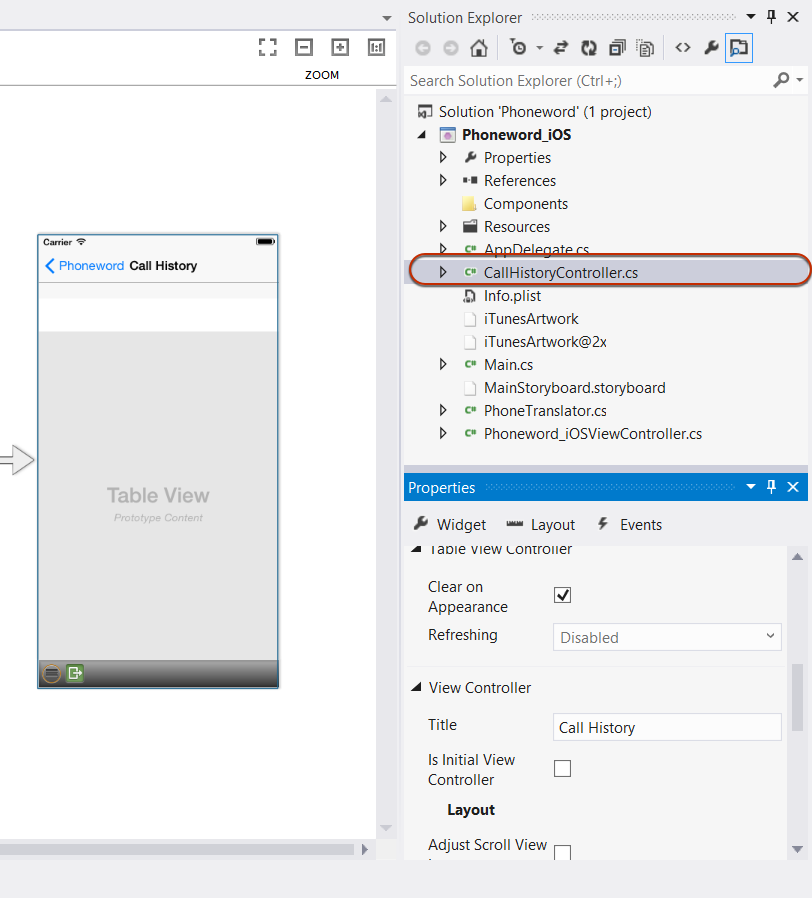 Solution Explorer
1:1
ZOOM
Search Solution Explorer (Ctrl+;)
Solution 'Phoneword' (1 project)
Phoneword_iOS
Properties
References
Components
Resources
C# AppDelegate.cs
C# CallHistoryController.cs
Info.plist
iTunesArtwork
iTunesArtwork@2x
C# Main.cs
MainStoryboard.storyboard
C# PhoneTranslator.cs
C# Phoneword_iOSViewController.cs
Carrier
Phoneword Call History
Table View
Prototype Content
Properties
Widget Layout Events
Table View Controller
Clear on
Appearance
Refreshing Disabled
View Controller
Title Call History
Is Initial View
Controller
Layout
Adjust Scroll View